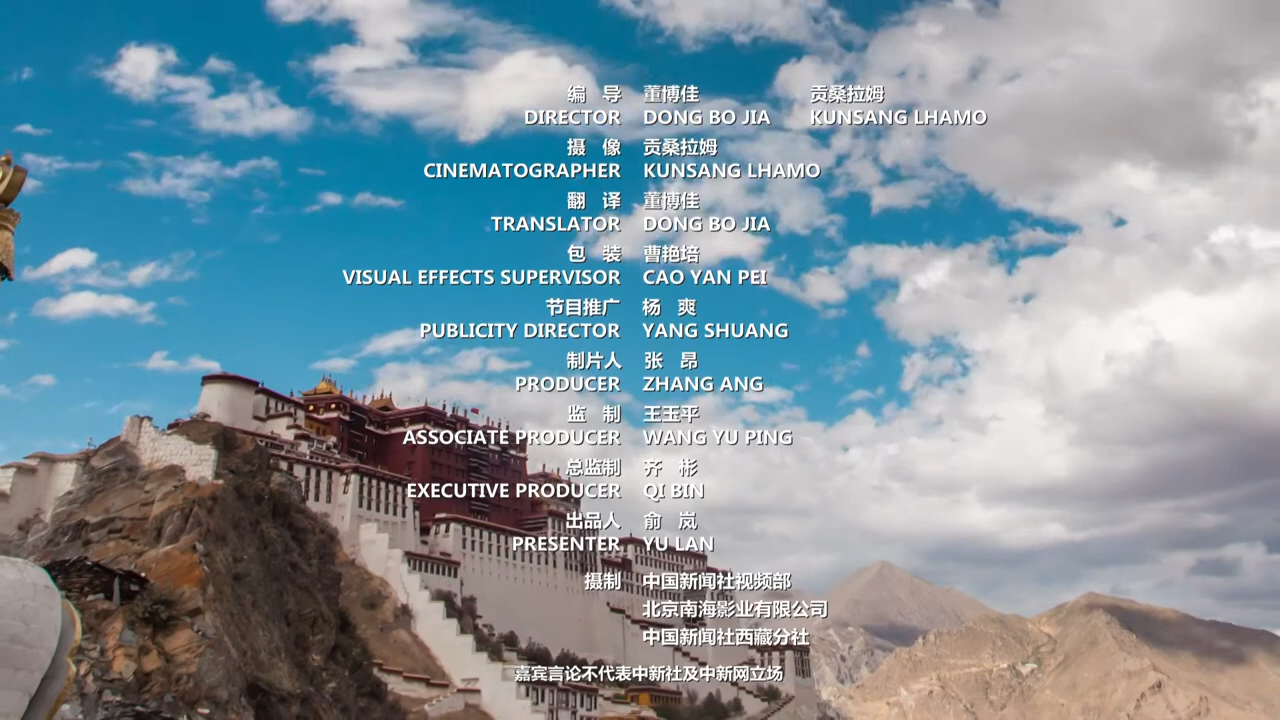 编 导 董博佳 贡桑拉姆
DIRECTOR DONG BO JIA KUNSANG LHAMO
摄 像 贡桑拉姆
CINEMATOGRAPHER KUNSANG LHAMO
翻 译 董博佳
TRANSLATOR DONG BO JIA
包 装 曹艳培
VISUAL EFFECTS SUPERVISOR CAO YAN PEI
节目推广 杨 爽
PUBLICITY DIRECTOR YANG SHUANG
制片人 张 昂
PRODUCER ZHANG ANG
监 制 王玉平
ASSOCIATE PRODUCER WANG YU PING
总监制 齐 彬
EXECUTIVE PRODUCER QI BIN
出品人 俞 岚
PRESENTER YU LAN
摄制 中国新闻社视频部
北京南海影业有限公司
中国新闻社西藏分社
嘉宾言论不代表中新社及中新网立场